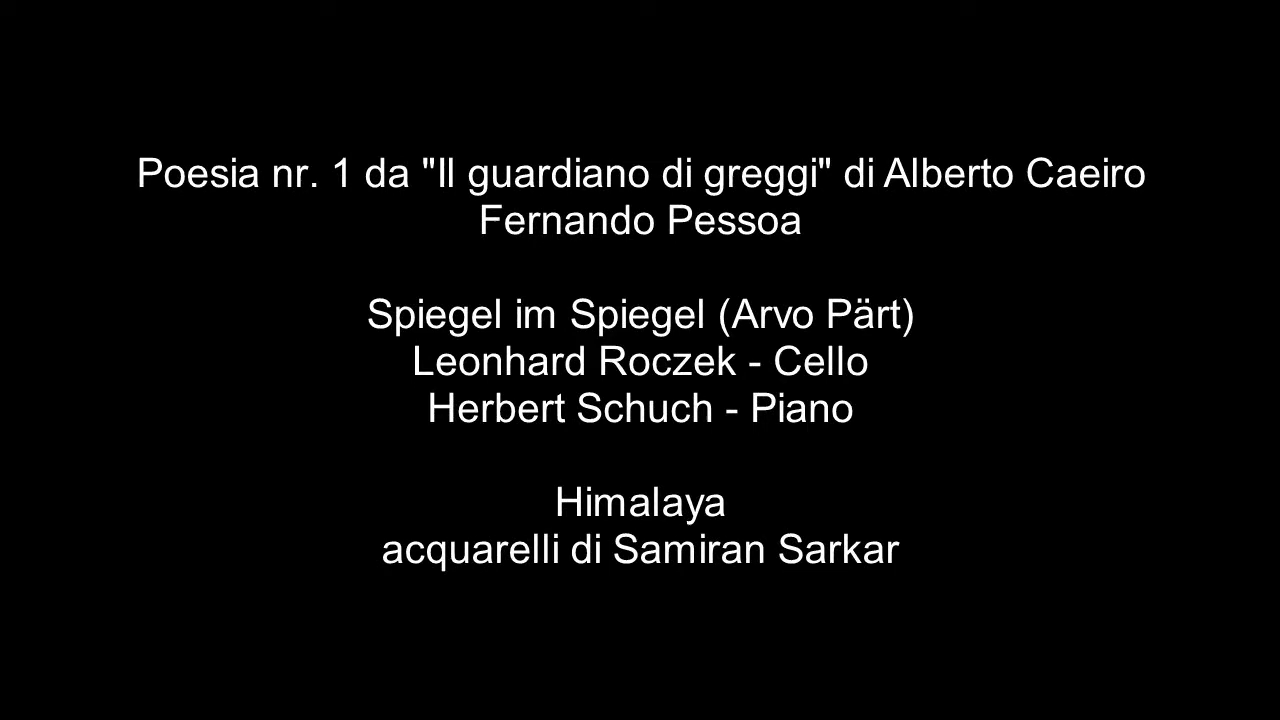 Poesia nr. 1 da "Il guardiano di greggi" di Alberto Caeiro
Fernando Pessoa
Spiegel im Spiegel (Arvo Pärt)
Leonhard Roczek - Cello
Herbert Schuch - Piano
Himalaya
acquarelli di Samiran Sarkar